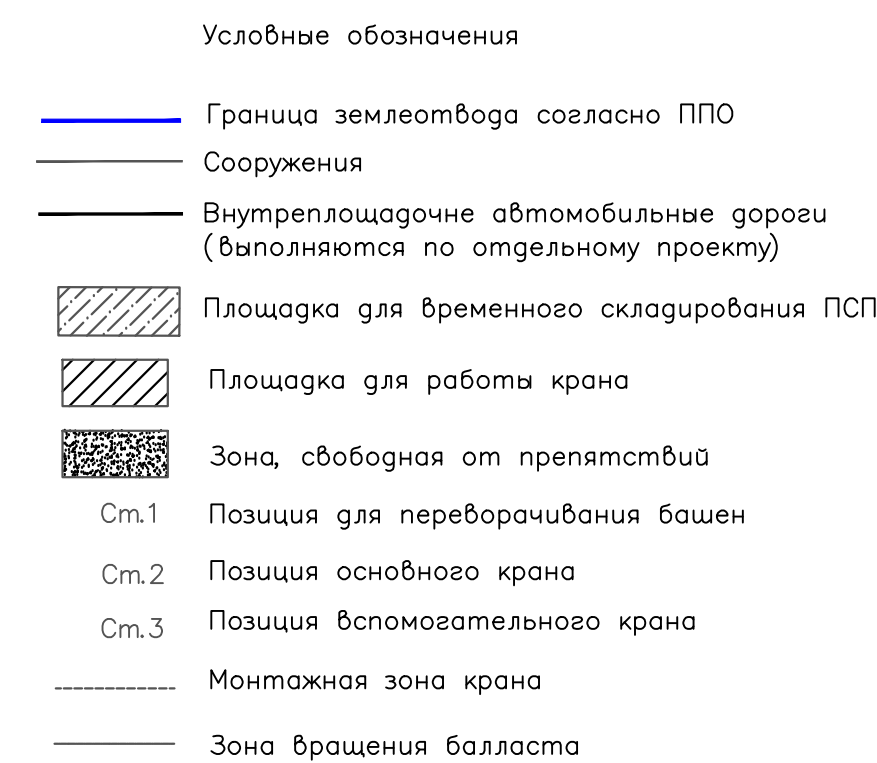 Условные обозначения
Граница землеотвода согласно ППО
Сооружения
Внутреплощадочне автомобильные дороги
(выполняются по отдельному проекту)
Площадка для временного складирования ПСП
Площадка для работы крана
Зона, свободная от препятствий
Ст.1 Позиция для переворачивания башен
Ст.2 Позиция основного крана
Ст.3 Позиция вспомогательного крана
Монтажная зона крана
Зона вращения балласта